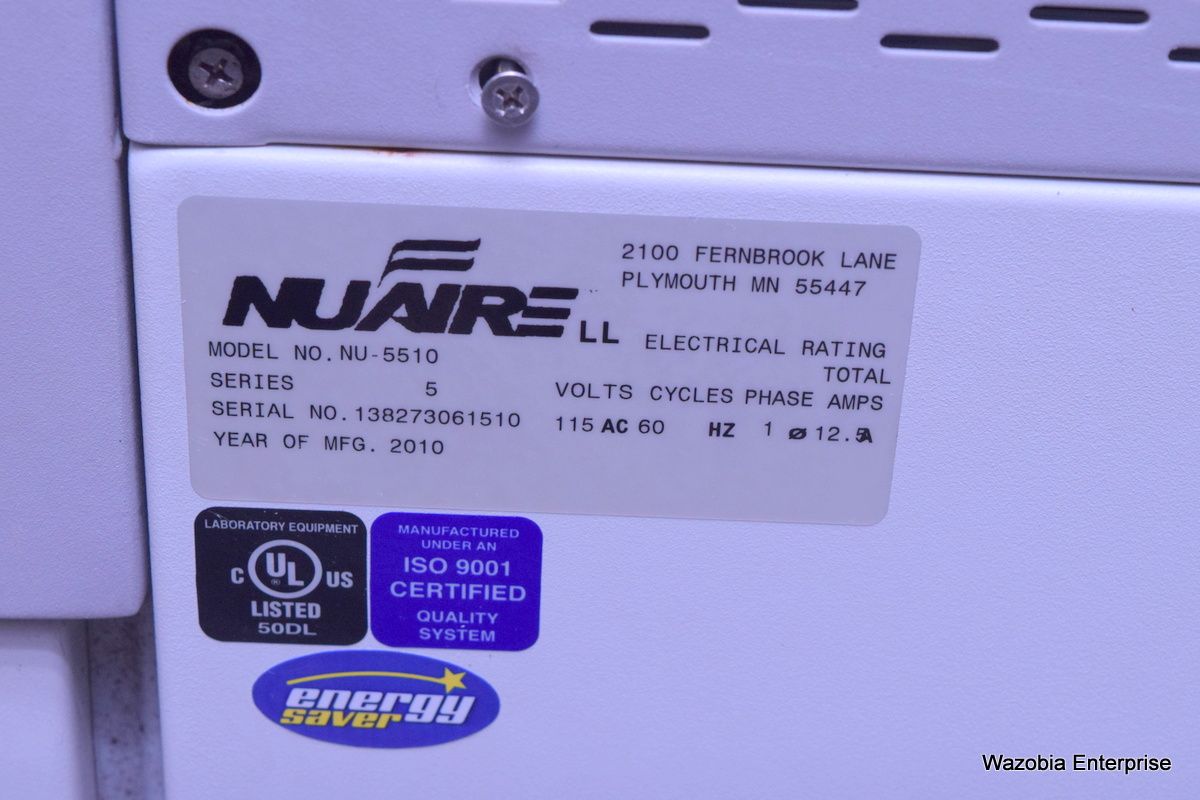 NUAIRE
2100 FERNBROOK LANE
PLYMOUTH MN 55447
LL
ELECTRICAL RATING
MODEL NO. NU-5510
TOTAL
SERIES 5
VOLTS CYCLES PHASE AMPS
SERIAL NO. 138273061510
115 AC 60 HZ 1 ø 12.5A
YEAR OF MFG. 2010
LABORATORY EQUIPMENT
C UL ® US
LISTED
50DL
MANUFACTURED
UNDER AN
ISO 9001
CERTIFIED
QUALITY
SYSTEM
energy
saver
Wazobia Enterprise